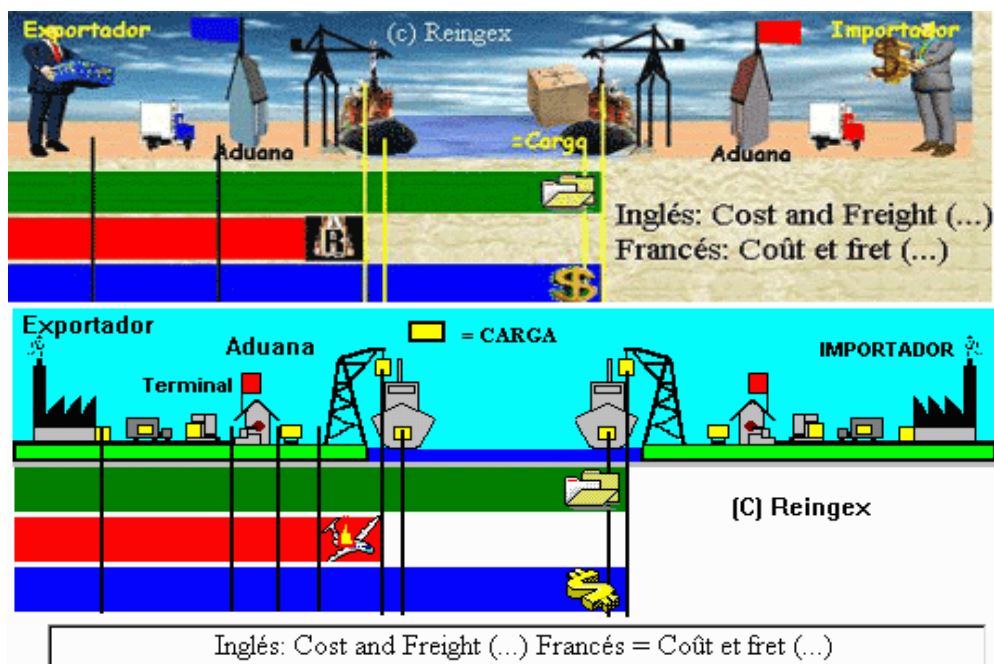 Exportador
(c) Reingex
Importador
Aduana
=Carga
Aduana
R
Inglés: Cost and Freight (...)
Francés: Coût et fret (...)
Exportador
= CARGA
Aduana
IMPORTADOR
Terminal
(C) Reingex
Inglés: Cost and Freight (...) Francés = Coût et fret (...)